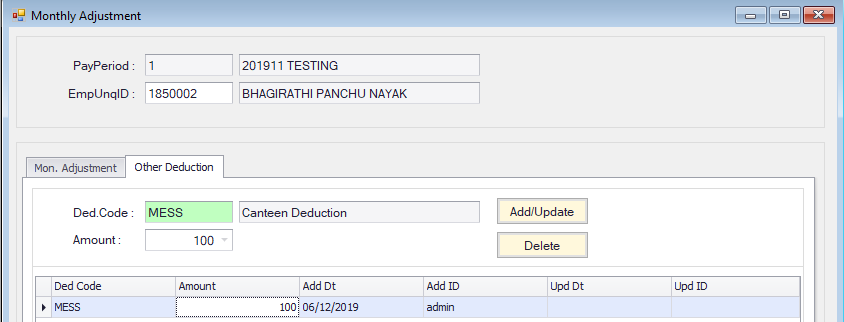 Monthly Adjustment
PayPeriod : 1 201911 TESTING
EmpUnqID : 1850002 BHAGIRATHI PANCHU NAYAK
Mon. Adjustment Other Deduction
Ded.Code : MESS Canteen Deduction Add/Update
Amount : 100 Delete
Ded Code Amount Add Dt Add ID Upd Dt Upd ID
MESS 100 06/12/2019 admin